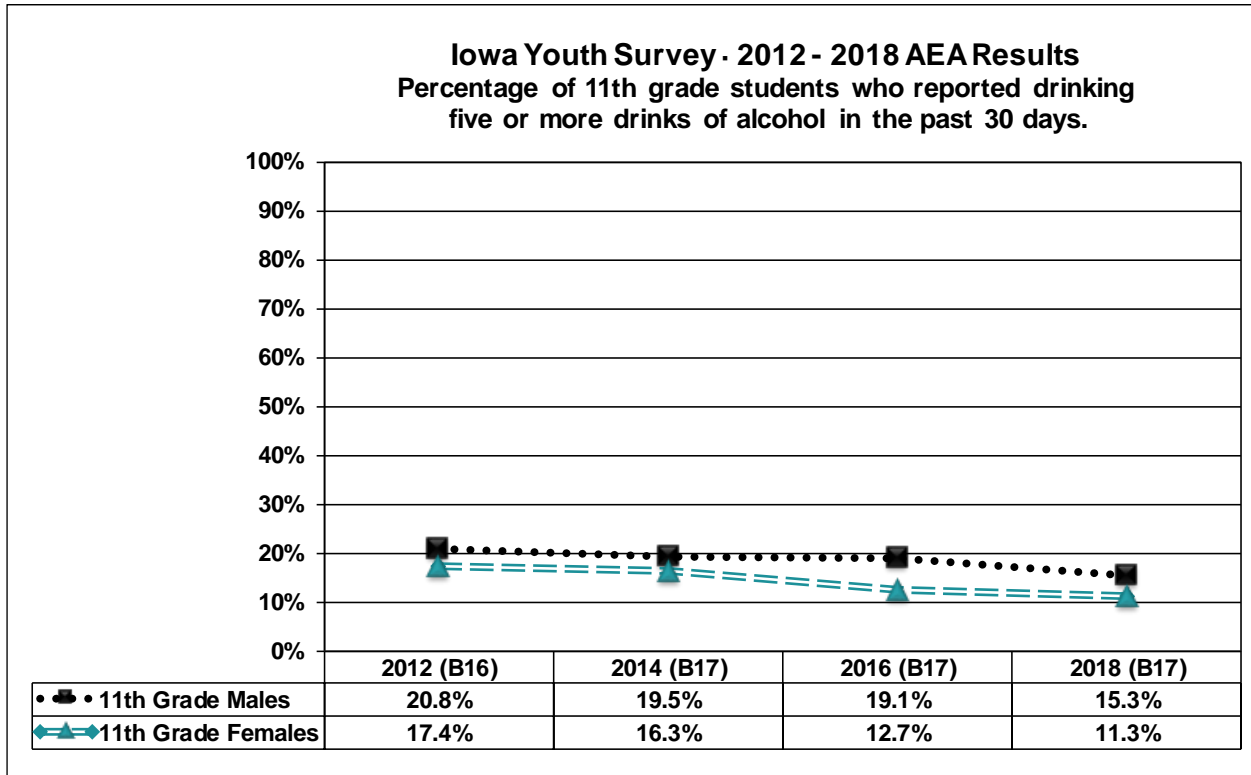 Iowa Youth Survey · 2012 - 2018 AEA Results
Percentage of 11th grade students who reported drinking
five or more drinks of alcohol in the past 30 days.
100%
90%
80%
70%
60%
50%
40%
30%
20%
10%
0%
2012 (B16) 2014 (B17) 2016 (B17) 2018 (B17)
11th Grade Males 20.8% 19.5% 19.1% 15.3%
11th Grade Females 17.4% 16.3% 12.7% 11.3%